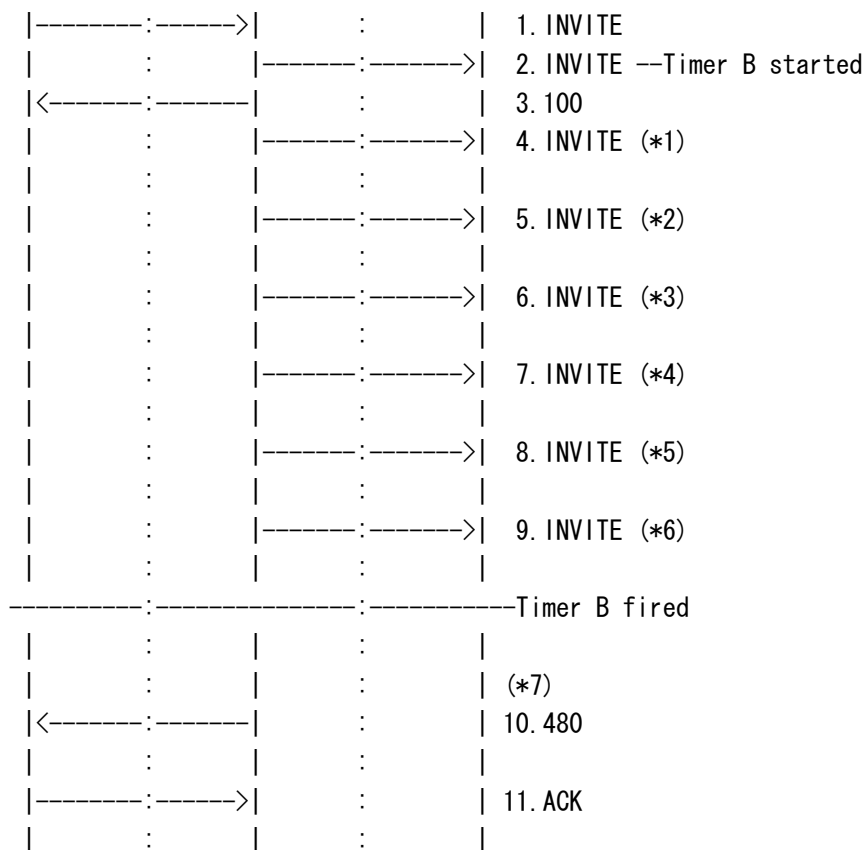 1. INVITE
2. INVITE --Timer B started
3. 100
4. INVITE (*1)
5. INVITE (*2)
6. INVITE (*3)
7. INVITE (*4)
8. INVITE (*5)
9. INVITE (*6)
Timer B fired
(*7)
10. 480
11. ACK